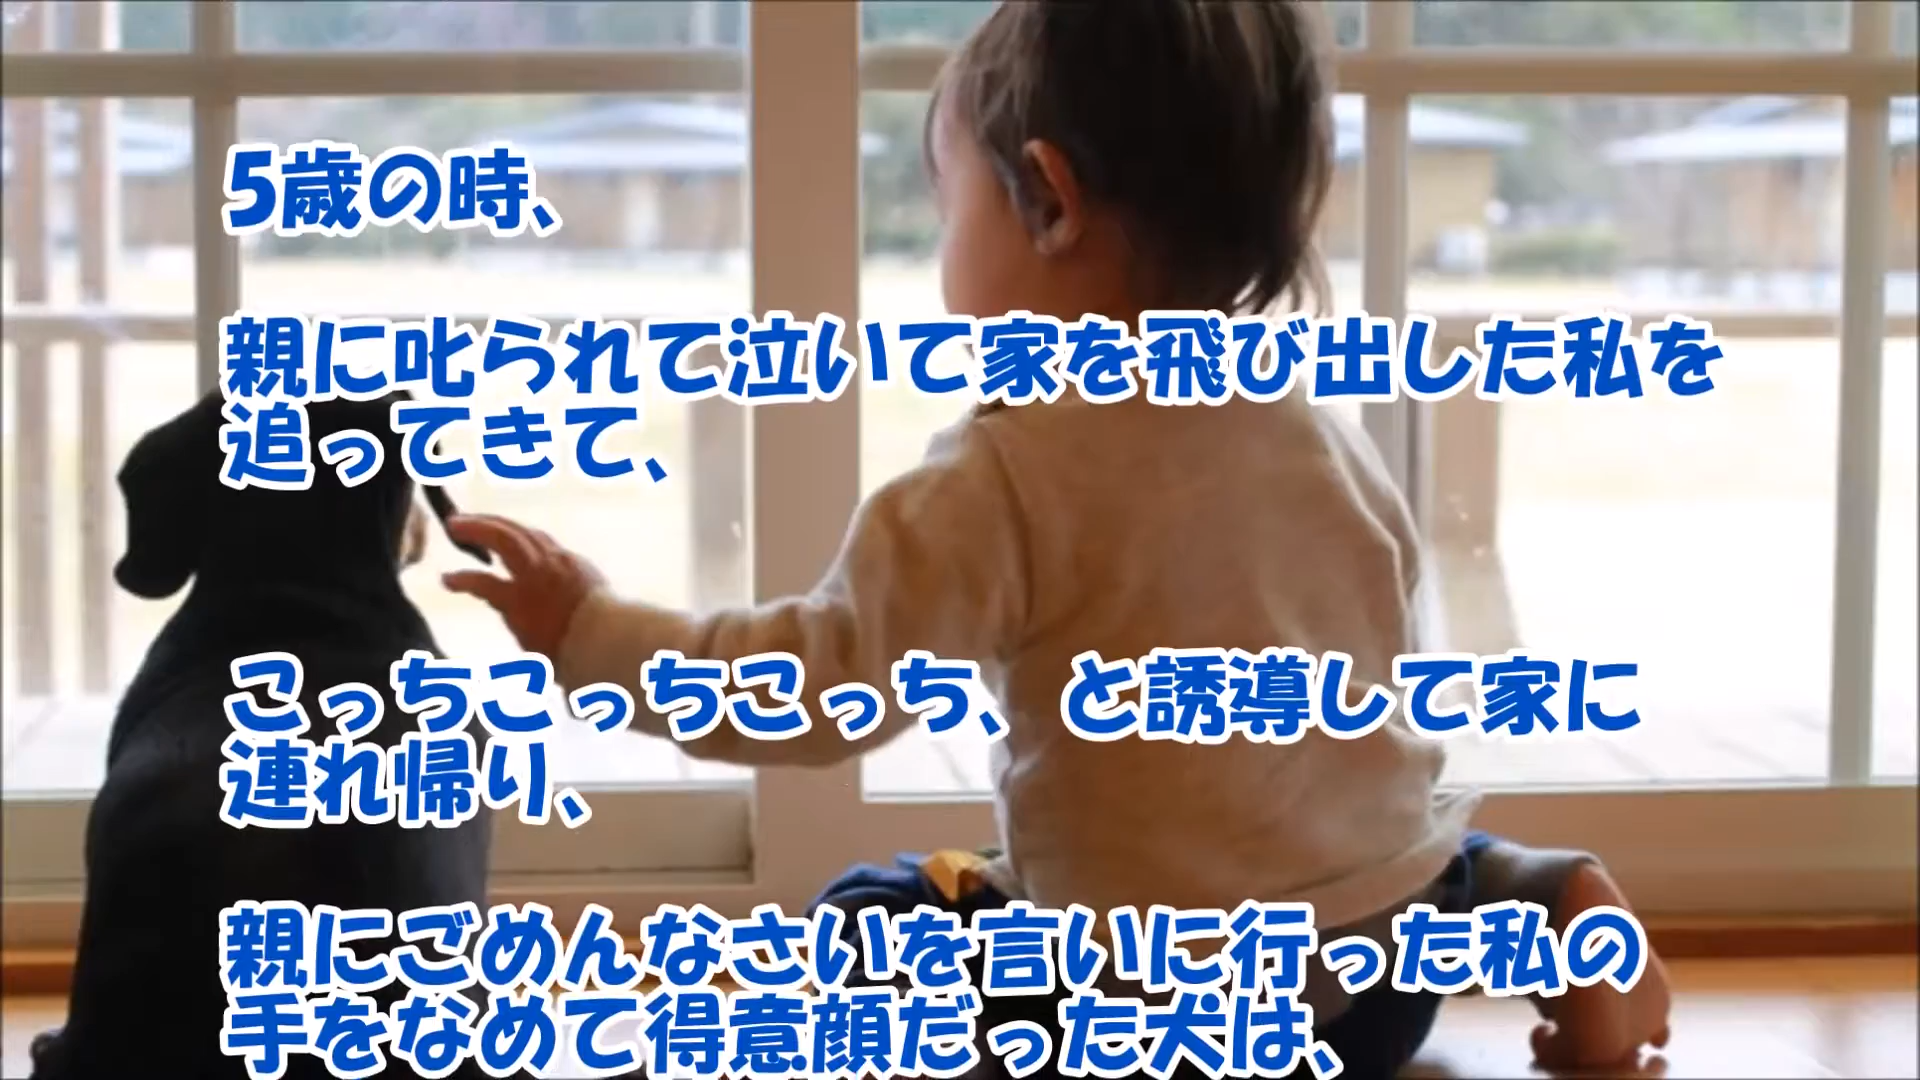 5歳の時、
親に叱られて泣いて家を飛び出した私を
追ってきて、
こっちこっちこっち、と誘導して家に
連れ帰り、
親にごめんなさいを言いに行った私の
手をなめて得意顔だった犬は、